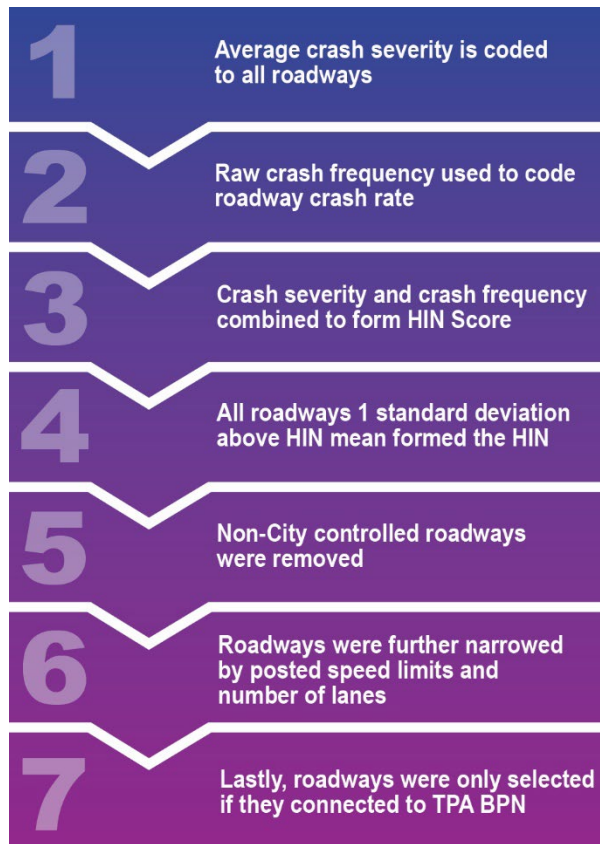 1
Average crash severity is coded
to all roadways
2
Raw crash frequency used to code
roadway crash rate
3
Crash severity and crash frequency
combined to form HIN Score
4
All roadways 1 standard deviation
above HIN mean formed the HIN
5
Non-City controlled roadways
were removed
6
Roadways were further narrowed
by posted speed limits and
number of lanes
7
Lastly, roadways were only selected
if they connected to TPA BPN